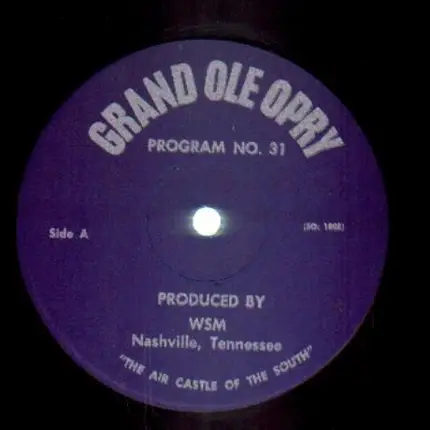 GRAND OLE OPRY
PROGRAM NO. 31
Side A
PRODUCED BY
WSM
Nashville, Tennessee
"THE AIR CASTLE OF THE SOUTH"